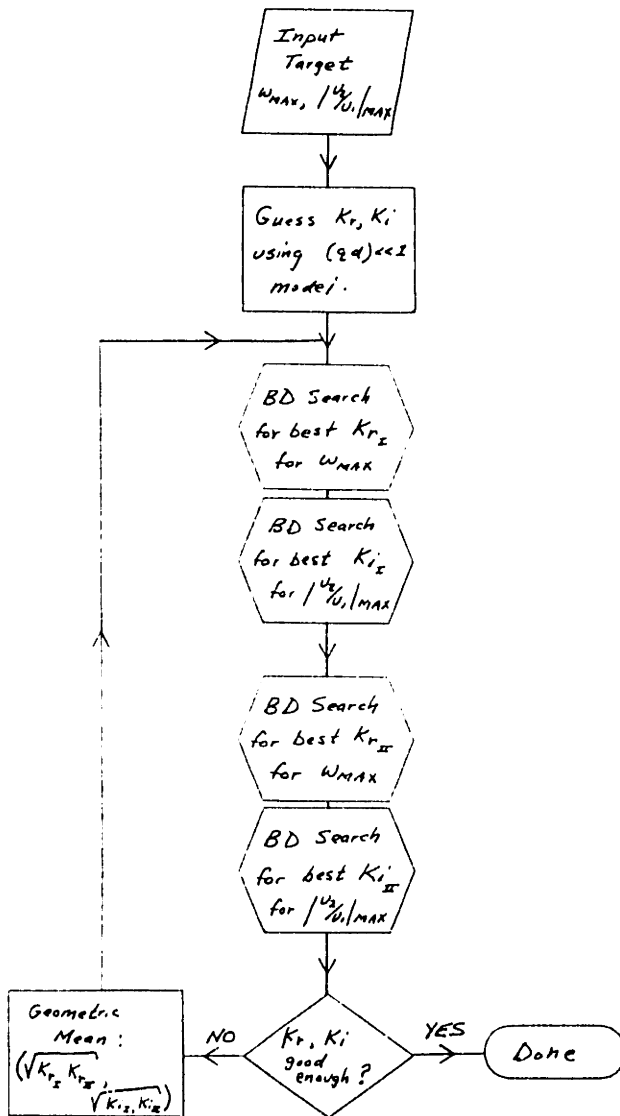 Input
Target
ω_MAX, |U₂/U₁|_MAX
Guess Kr, Ki
using (qd)<<1
model.
BD Search
for best Kr_I
for ω_MAX
BD Search
for best Ki_I
for |U₂/U₁|_MAX
BD Search
for best Kr_II
for ω_MAX
BD Search
for best Ki_II
for |U₂/U₁|_MAX
Kr, Ki
good
enough?
NO
YES
Geometric
Mean:
(√Kr_I Kr_II,
√Ki_I, Ki_II)
Done